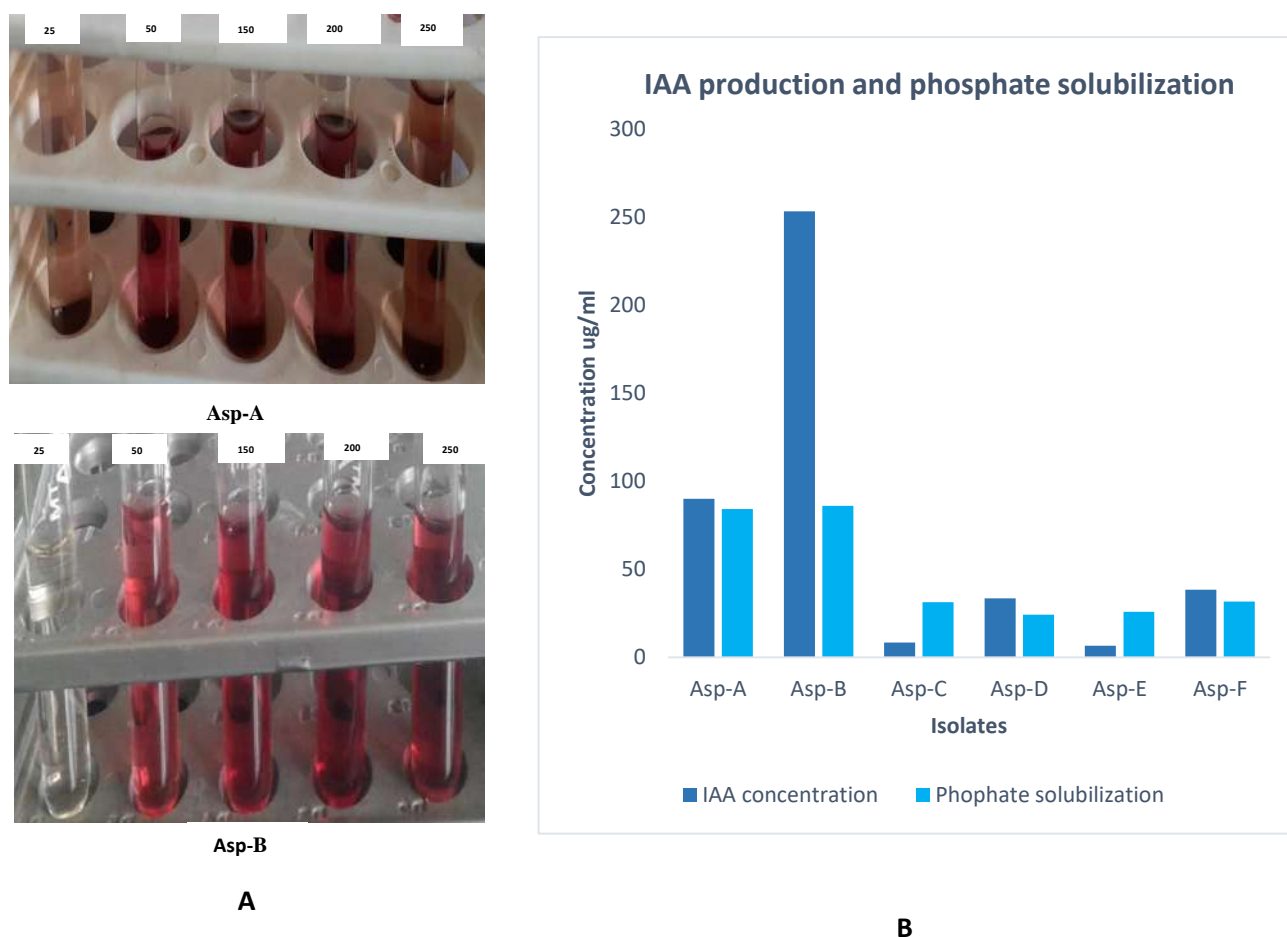 25 50 150 200 250
Asp-A
25 50 150 200 250
Asp-B
A
IAA production and phosphate solubilization
300
250
200
150
100
50
0
Concentration ug/ml
Asp-A Asp-B Asp-C Asp-D Asp-E Asp-F
Isolates
IAA concentration Phophate solubilization
B